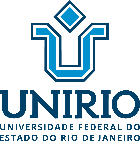 UNIRIO
UNIVERSIDADE FEDERAL DO
ESTADO DO RIO DE JANEIRO